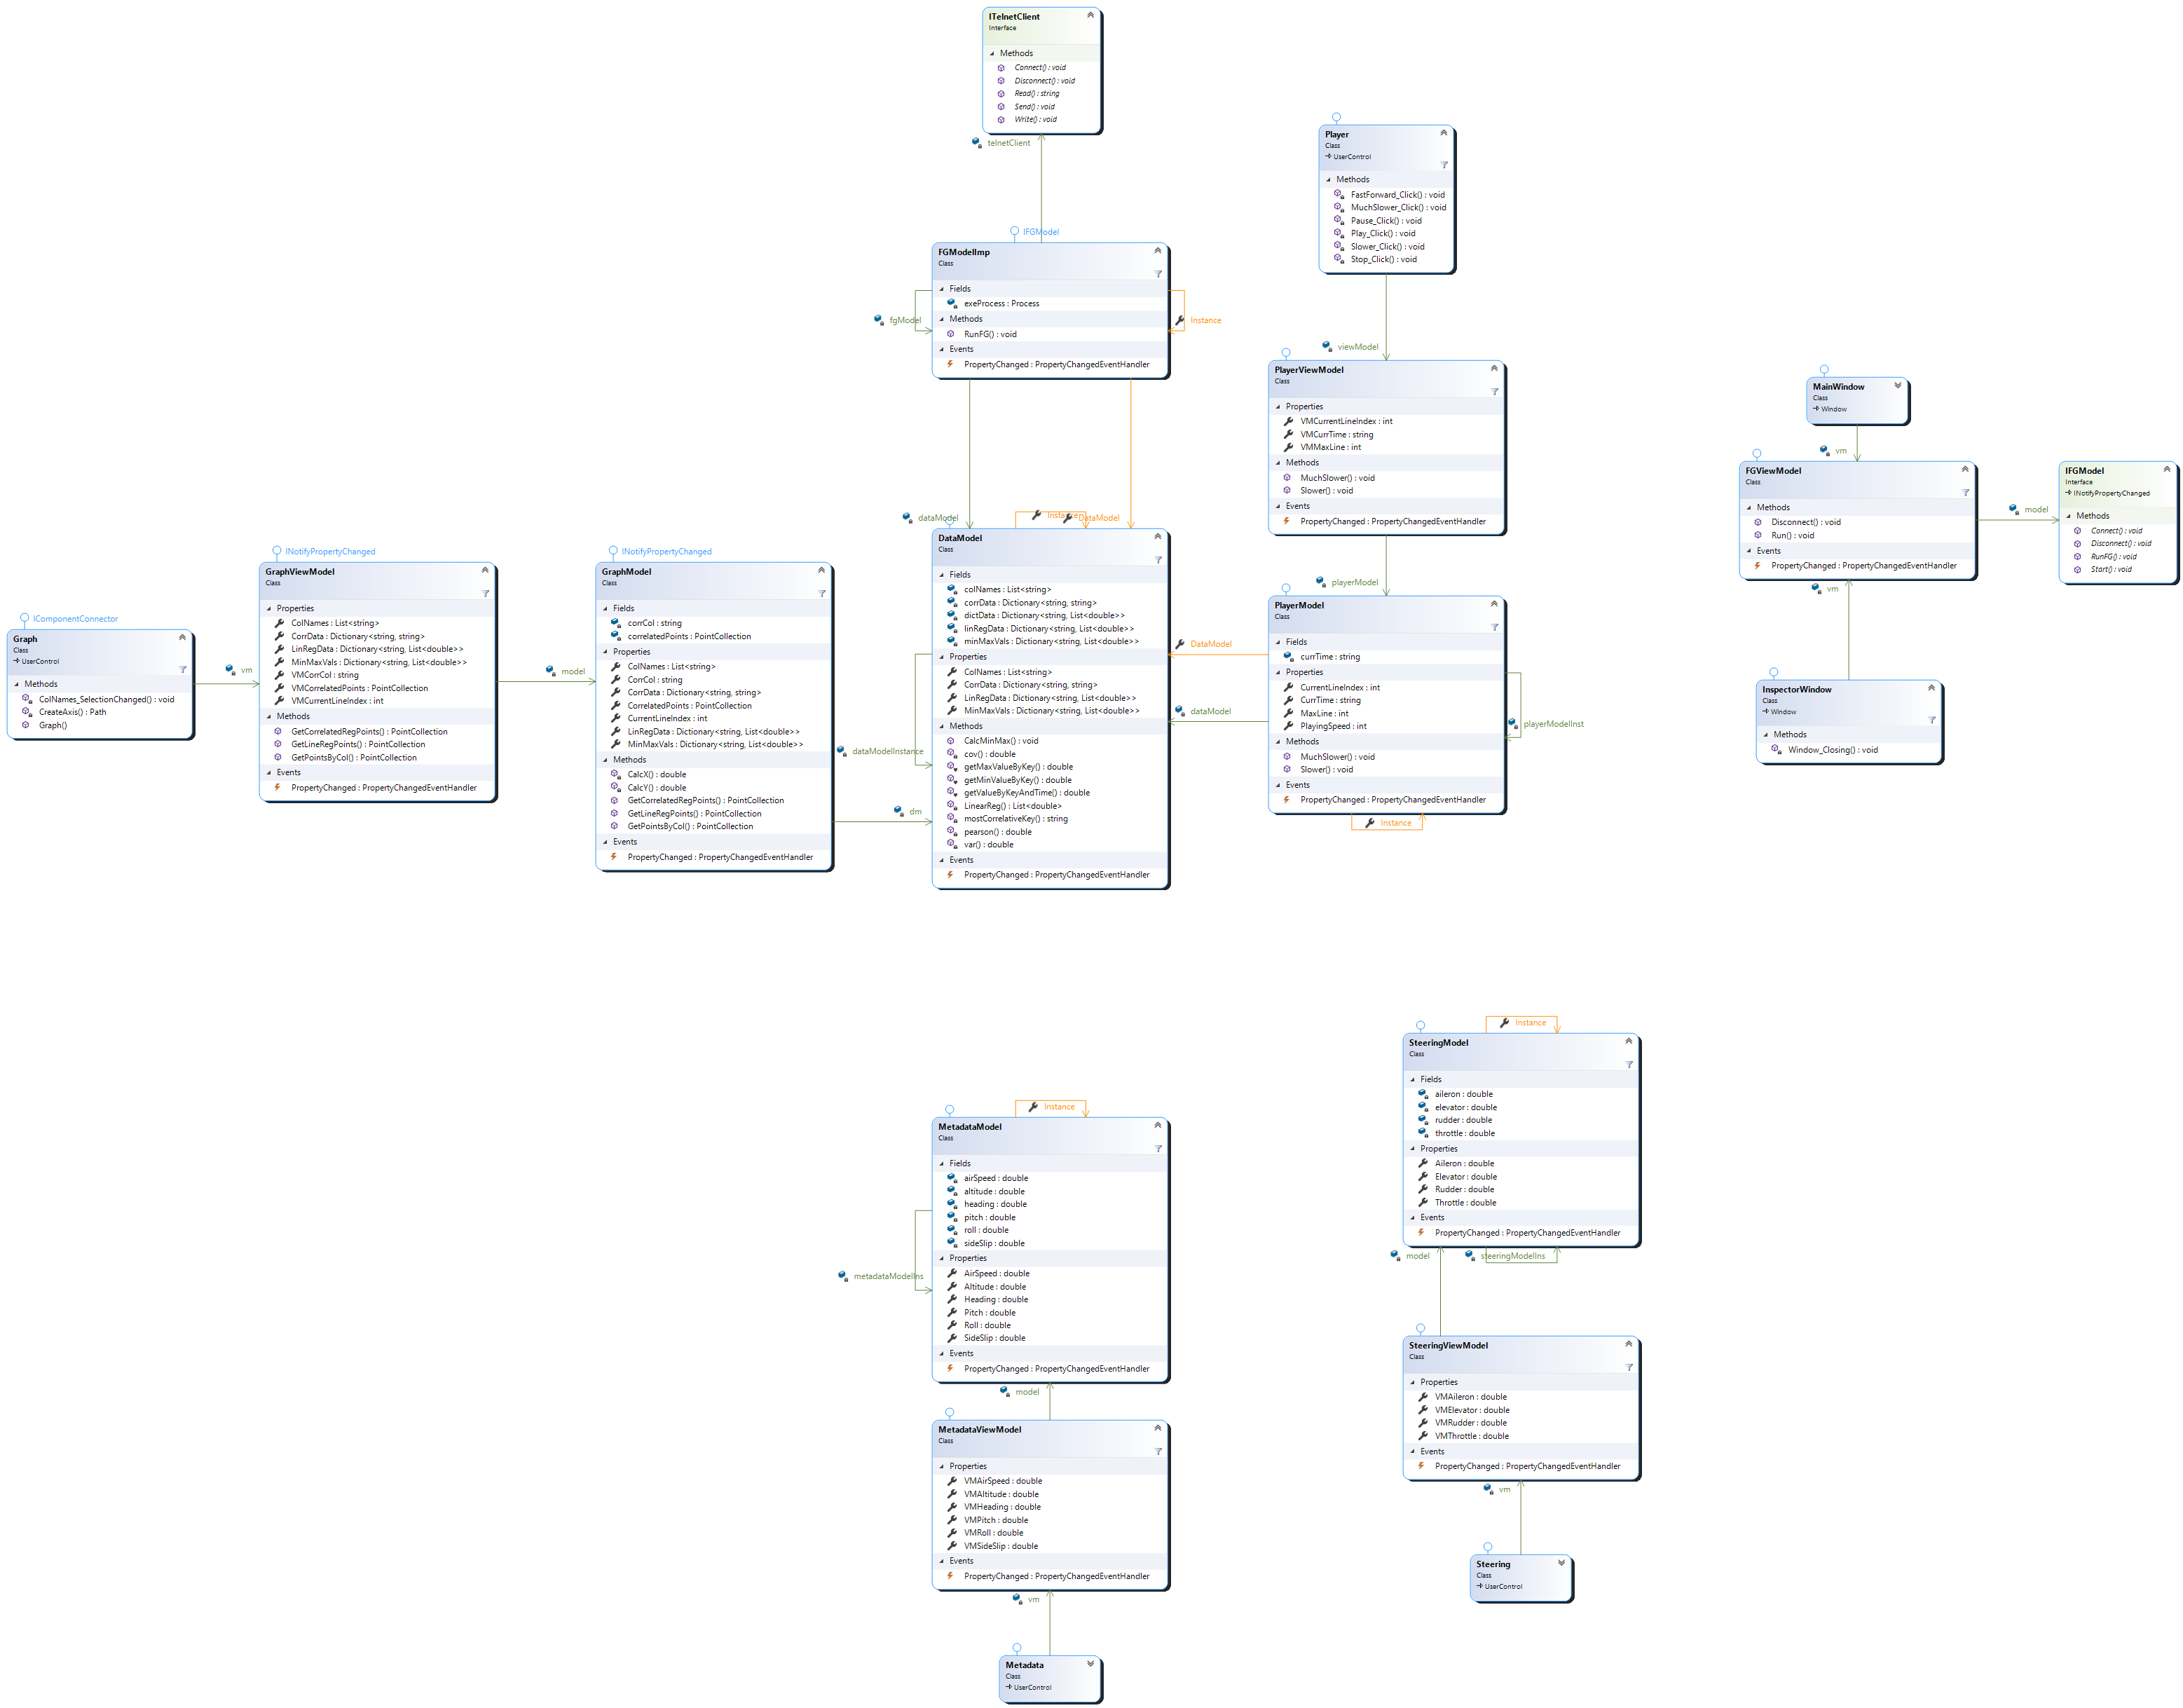 ITelnetClient
Interface
Methods
Connect() : void
Disconnect() : void
Read() : string
Send() : void
Write() : void
telnetClient
Player
Class
UserControl
Methods
FastForward_Click() : void
MuchSlower_Click() : void
Pause_Click() : void
Play_Click() : void
Slower_Click() : void
Stop_Click() : void
IFGModel
FGModelImp
Class
Fields
exeProcess : Process
Methods
RunFG() : void
Events
PropertyChanged : PropertyChangedEventHandler
fgModel
Instance
viewModel
PlayerViewModel
Class
Properties
VMCurrentLineIndex : int
VMCurrTime : string
VMMaxLine : int
Methods
MuchSlower() : void
Slower() : void
Events
PropertyChanged : PropertyChangedEventHandler
MainWindow
Class
Window
vm
FGViewModel
Class
Methods
Disconnect() : void
Run() : void
Events
PropertyChanged : PropertyChangedEventHandler
model
IFGModel
Interface
INotifyPropertyChanged
Methods
Connect() : void
Disconnect() : void
RunFG() : void
Start() : void
vm
InspectorWindow
Class
Window
Methods
Window_Closing() : void
IComponentConnector
Graph
Class
UserControl
Methods
ColNames_SelectionChanged() : void
CreateAxis() : Path
Graph()
vm
INotifyPropertyChanged
GraphViewModel
Class
Properties
ColNames : List<string>
CorrData : Dictionary<string, string>
LinRegData : Dictionary<string, List<double>>
MinMaxVals : Dictionary<string, List<double>>
VMCorrCol : string
VMCorrelatedPoints : PointCollection
VMCurrentLineIndex : int
Methods
GetCorrelatedRegPoints() : PointCollection
GetLineRegPoints() : PointCollection
GetPointsByCol() : PointCollection
Events
PropertyChanged : PropertyChangedEventHandler
model
INotifyPropertyChanged
GraphModel
Class
Fields
corrCol : string
correlatedPoints : PointCollection
Properties
ColNames : List<string>
CorrCol : string
CorrData : Dictionary<string, string>
CorrelatedPoints : PointCollection
CurrentLineIndex : int
LinRegData : Dictionary<string, List<double>>
MinMaxVals : Dictionary<string, List<double>>
Methods
CalcX() : double
CalcY() : double
GetCorrelatedRegPoints() : PointCollection
GetLineRegPoints() : PointCollection
GetPointsByCol() : PointCollection
Events
PropertyChanged : PropertyChangedEventHandler
dm
dataModel
Instance
DataModel
DataModel
Class
Fields
colNames : List<string>
corrData : Dictionary<string, string>
dictData : Dictionary<string, List<double>>
linRegData : Dictionary<string, List<double>>
minMaxVals : Dictionary<string, List<double>>
Properties
ColNames : List<string>
CorrData : Dictionary<string, string>
LinRegData : Dictionary<string, List<double>>
MinMaxVals : Dictionary<string, List<double>>
Methods
CalcMinMax() : void
cov() : double
getMaxValueByKey() : double
getMinValueByKey() : double
getValueByKeyAndTime() : double
LinearReg() : List<double>
mostCorrelativeKey() : string
pearson() : double
var() : double
Events
PropertyChanged : PropertyChangedEventHandler
dataModelInstance
DataModel
dataModel
playerModel
PlayerModel
Class
Fields
currTime : string
Properties
CurrentLineIndex : int
CurrTime : string
MaxLine : int
PlayingSpeed : int
Methods
MuchSlower() : void
Slower() : void
Events
PropertyChanged : PropertyChangedEventHandler
playerModelInst
Instance
Instance
MetadataModel
Class
Fields
airSpeed : double
altitude : double
heading : double
pitch : double
roll : double
sideSlip : double
Properties
AirSpeed : double
Altitude : double
Heading : double
Pitch : double
Roll : double
SideSlip : double
Events
PropertyChanged : PropertyChangedEventHandler
metadataModelIns
model
MetadataViewModel
Class
Properties
VMAirSpeed : double
VMAltitude : double
VMHeading : double
VMPitch : double
VMRoll : double
VMSideSlip : double
Events
PropertyChanged : PropertyChangedEventHandler
vm
Metadata
Class
UserControl
Instance
SteeringModel
Class
Fields
aileron : double
elevator : double
rudder : double
throttle : double
Properties
Aileron : double
Elevator : double
Rudder : double
Throttle : double
Events
PropertyChanged : PropertyChangedEventHandler
model
steeringModelIns
SteeringViewModel
Class
Properties
VMAileron : double
VMElevator : double
VMRudder : double
VMThrottle : double
Events
PropertyChanged : PropertyChangedEventHandler
vm
Steering
Class
UserControl